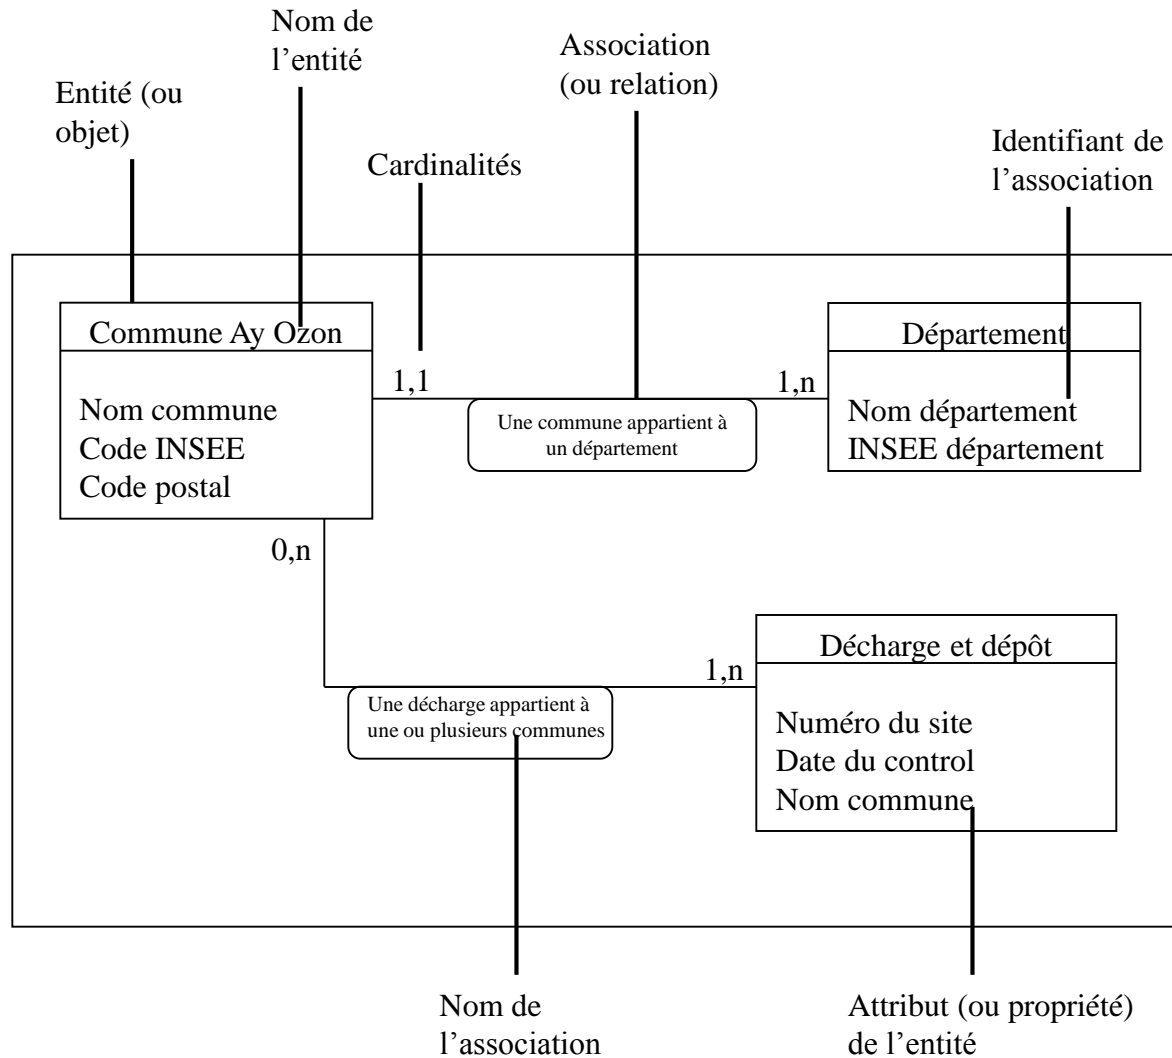 Nom de
l’entité
Association
(ou relation)
Entité (ou
objet)
Cardinalités
Identifiant de
l’association
Commune Ay Ozon
Nom commune
Code INSEE
Code postal
1,1
Une commune appartient à
un département
1,n
Département
Nom département
INSEE département
0,n
Une décharge appartient à
une ou plusieurs communes
1,n
Décharge et dépôt
Numéro du site
Date du control
Nom commune
Nom de
l’association
Attribut (ou propriété)
de l’entité